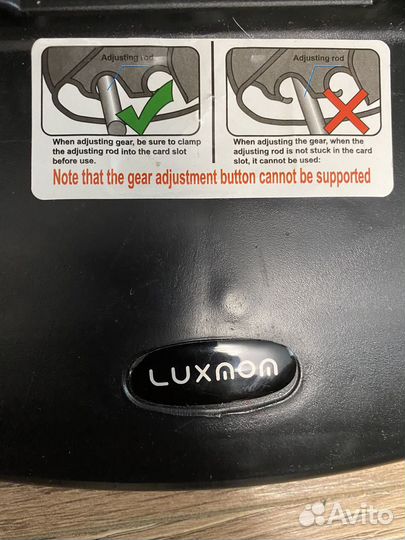 Adjusting rod
Adjusting rod
When adjusting gear, be sure to clamp
the adjusting rod into the card slot
before use.
When adjusting the gear, when the
adjusting rod is not stuck in the card
slot, it cannot be used:
Note that the gear adjustment button cannot be supported
LUXMOM
Avito